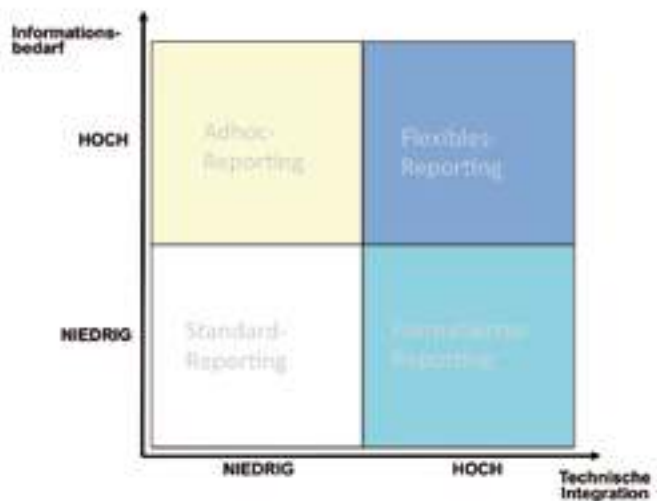 Informations-
bedarf
HOCH
Adhoc-
Reporting
Flexibles-
Reporting
NIEDRIG
Standard-
Reporting
Reporting
NIEDRIG
HOCH
Technische
Integration